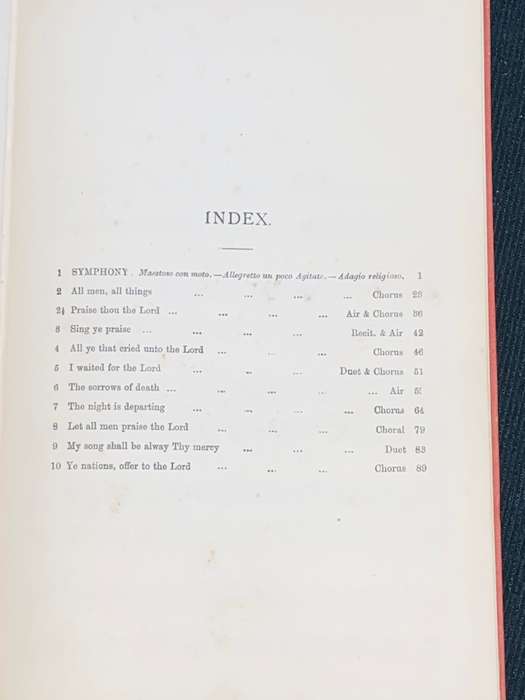 INDEX.
1 SYMPHONY. Maestoso con moto.—Allegretto un poco Agitato.—Adagio religioso. 1
2 All men, all things ... ... ... ... Chorus
Praise thou the Lord ... ... ... ... Air & Chorus 36
3 Sing ye praise ... ... ... ... Recit. & Air 42
4 All ye that cried unto the Lord ... ... ... Chorus 46
5 I waited for the Lord ... ... ... Duet & Chorus 51
6 The sorrows of death ... ... ... ... ... Air
7 The night is departing ... ... ... ... Chorus 64
8 Let all men praise the Lord ... ... ... Choral 79
9 My song shall be alway Thy mercy ... ... ... Duet 83
10 Ye nations, offer to the Lord ... ... ... Chorus 89